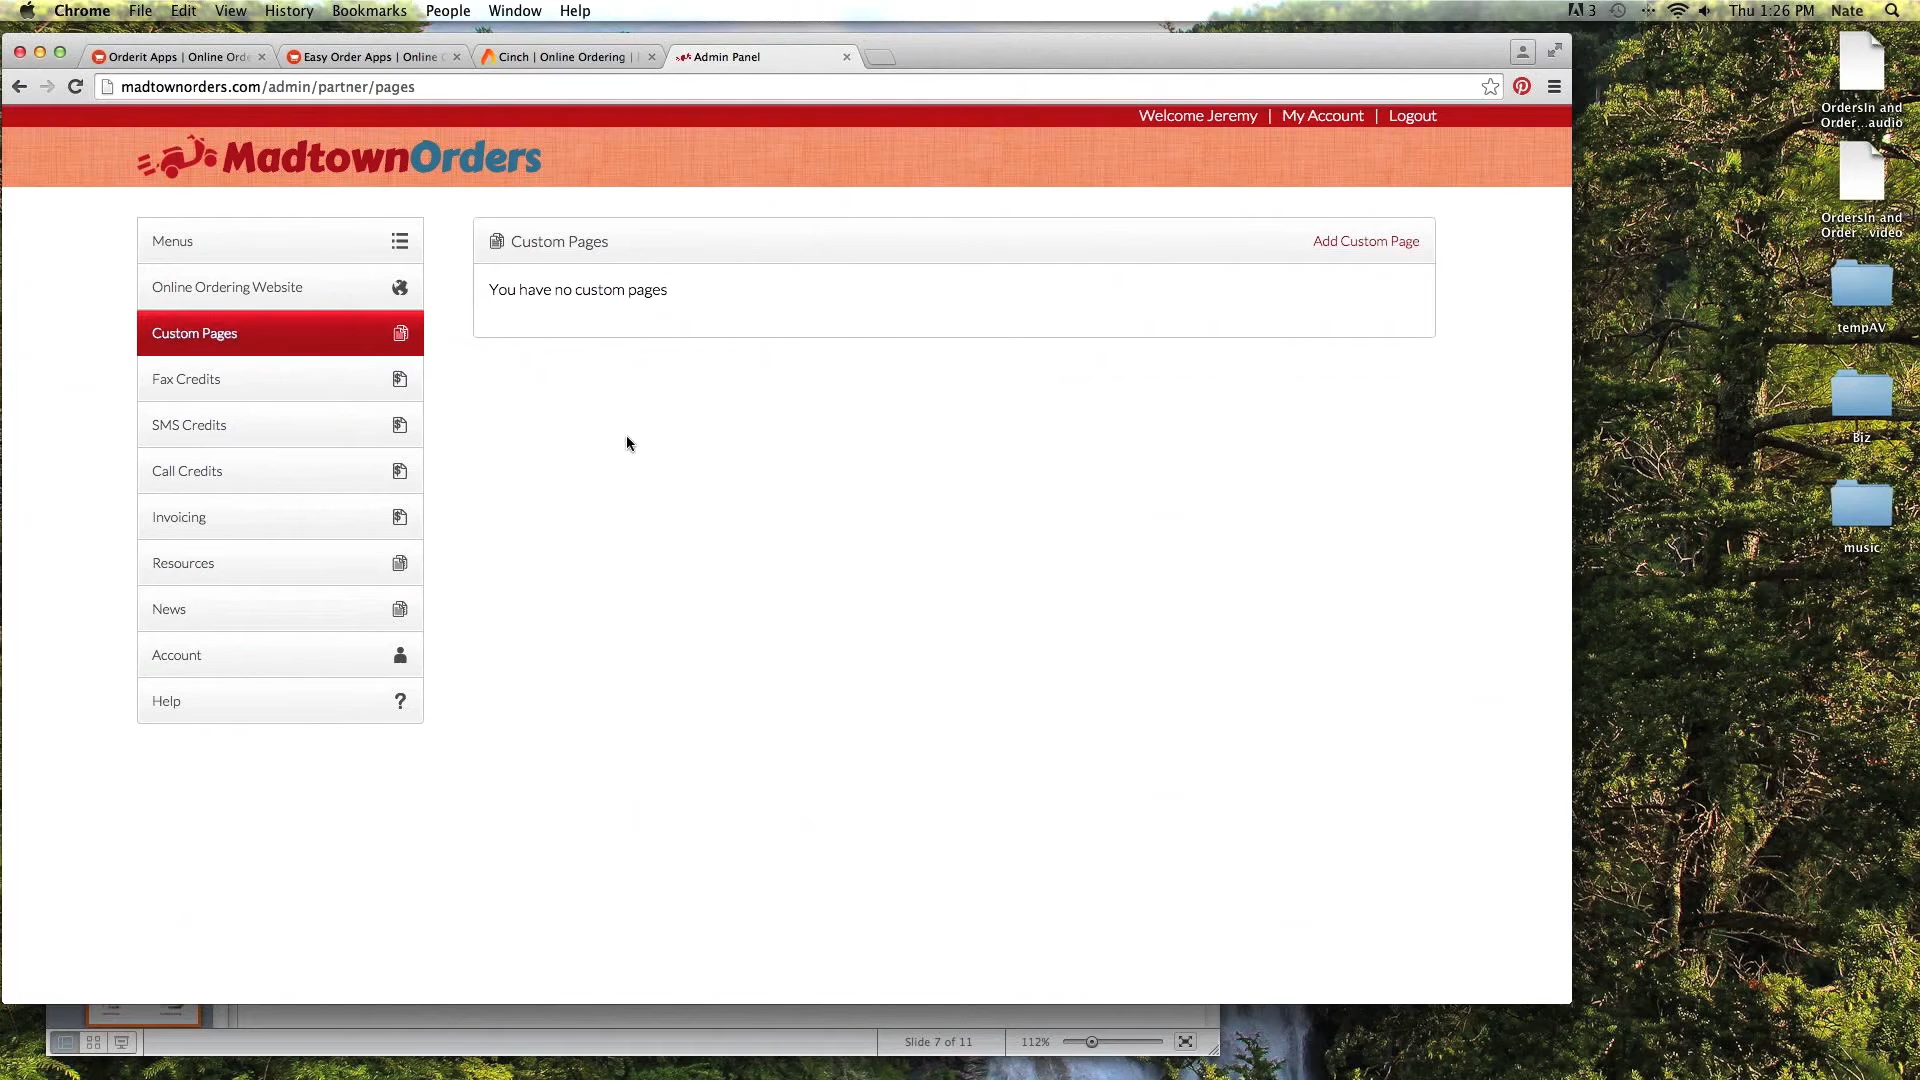 Chrome File Edit View History Bookmarks People Window Help
3 Thu 1:26 PM Nate
Orderit Apps | Online Orde
Easy Order Apps | Online
Cinch | Online Ordering |
Admin Panel
madtownorders.com/admin/partner/pages
Welcome Jeremy | My Account | Logout
MadtownOrders
Menus
Online Ordering Website
Custom Pages
Fax Credits
SMS Credits
Call Credits
Invoicing
Resources
News
Account
Help
Custom Pages
Add Custom Page
You have no custom pages
OrdersIn and
Order...audio
OrdersIn and
Order...video
tempAV
Biz
music
Slide 7 of 11
112%